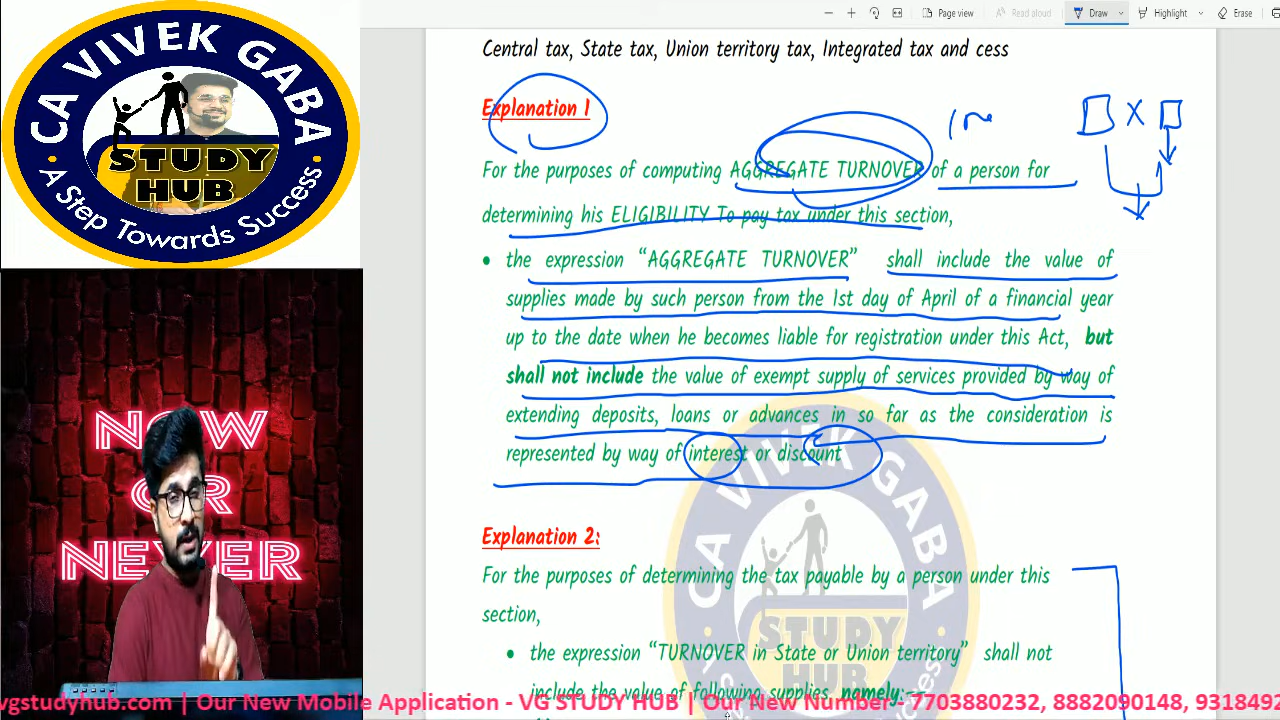 Page view
Read aloud
Draw
Highlight
Erase
CA VIVEK GABA
STUDY
HUB
A Step Towards Success
NOW
OR
NEVER
Central tax, State tax, Union territory tax, Integrated tax and cess
Explanation 1
For the purposes of computing AGGREGATE TURNOVER of a person for
determining his ELIGIBILITY To pay tax under this section,
• the expression “AGGREGATE TURNOVER” shall include the value of
supplies made by such person from the 1st day of April of a financial year
up to the date when he becomes liable for registration under this Act, but
shall not include the value of exempt supply of services provided by way of
extending deposits, loans or advances in so far as the consideration is
represented by way of interest or discount
Explanation 2:
For the purposes of determining the tax payable by a person under this
section,
• the expression “TURNOVER in State or Union territory” shall not
include the value of following supplies, namely:—
vgstudyhub.com | Our New Mobile Application - VG STUDY HUB | Our New Number - 7703880232, 8882090148, 931849